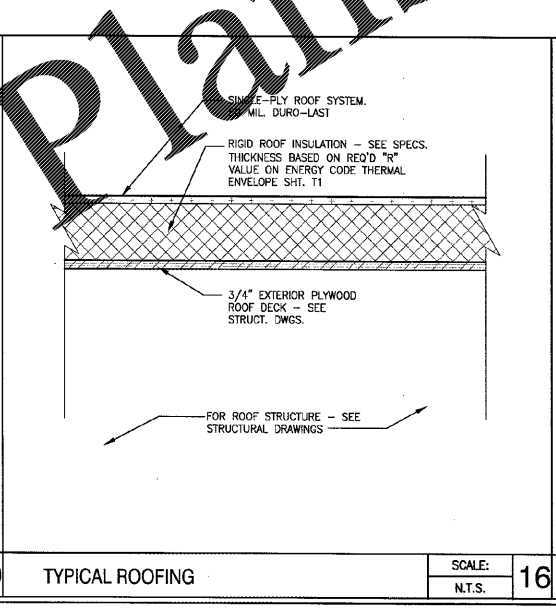 Plan
SINGLE-PLY ROOF SYSTEM.
MIL. DURO-LAST
RIGID ROOF INSULATION - SEE SPECS.
THICKNESS BASED ON REQ'D "R"
VALUE ON ENERGY CODE THERMAL
ENVELOPE SHT. T1
3/4" EXTERIOR PLYWOOD
ROOF DECK - SEE
STRUCT. DWGS.
FOR ROOF STRUCTURE - SEE
STRUCTURAL DRAWINGS
TYPICAL ROOFING
SCALE:
N.T.S.
16